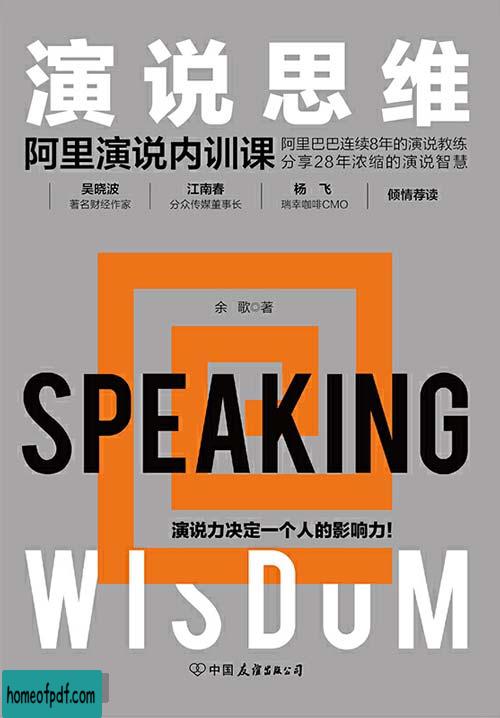 演说思维
阿里演说内训课
阿里巴巴连续8年的演说教练
分享28年浓缩的演说智慧
吴晓波
著名财经作家
江南春
分众传媒董事长
杨 飞
瑞幸咖啡CMO
倾情荐读
余 歌◎著
SPEAKING
演说力决定一个人的影响力!
WISDOM
中国友谊出版公司
homeofpdf.com